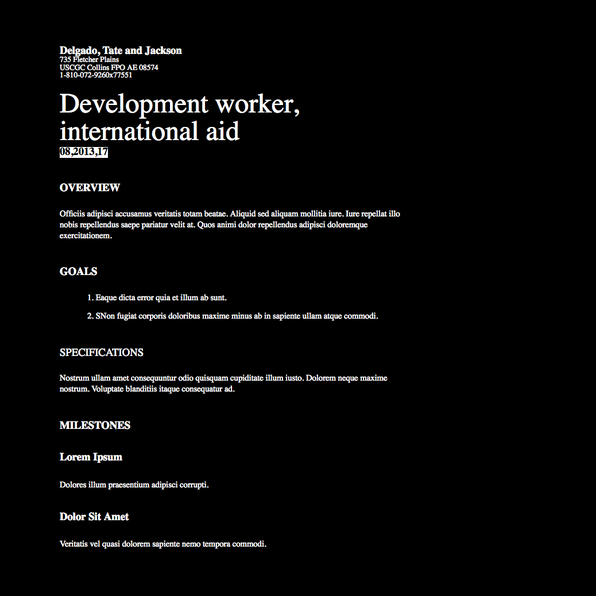 Delgado, Tate and Jackson
735 Fletcher Plains
USCGC Collins FPO AE 08574
1-810-072-9260x77551
Development worker,
international aid
08,2013,17
OVERVIEW
Officiis adipisci accusamus veritatis totam beatae. Aliquid sed aliquam mollitia iure. Iure repellat illo
nobis repellendus saepe pariatur velit at. Quos animi dolor repellendus adipisci doloremque
exercitationem.
GOALS
1. Eaque dicta error quia et illum ab sunt.
2. SNon fugiat corporis doloribus maxime minus ab in sapiente ullam atque commodi.
SPECIFICATIONS
Nostrum ullam amet consequuntur odio quisquam cupiditate illum iusto. Dolorem neque maxime
nostrum. Voluptate blanditiis itaque consequatur ad.
MILESTONES
Lorem Ipsum
Dolores illum praesentium adipisci corrupti.
Dolor Sit Amet
Veritatis vel quasi dolorem sapiente nemo tempora commodi.